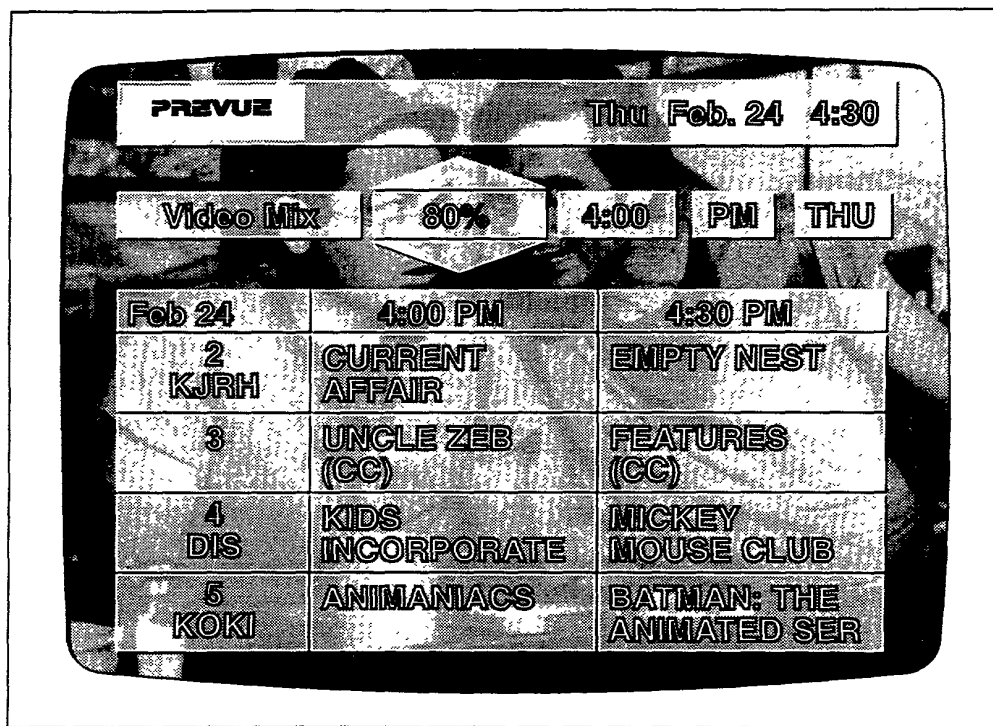 PREVUE Thu Feb. 24 4:30
Video Mix 80% 4:00 PM THU
Feb 24 4:00 PM 4:30 PM
2 CURRENT EMPTY NEST
KJRH AFFAIR
3 UNCLE ZEB FEATURES
(CC) (CC)
4 KIDS MICKEY
DIS INCORPORATE MOUSE CLUB
5 ANIMANIACS BATMAN: THE
KOKI ANIMATED SER